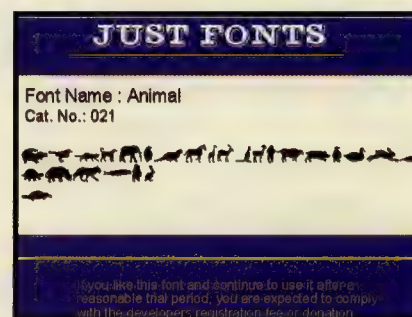 JUST FONTS
Font Name : Animal
Cat. No.: 021
If you like this font and continue to use it after a
reasonable trial period, you are expected to comply
with the developers registration fee or donation